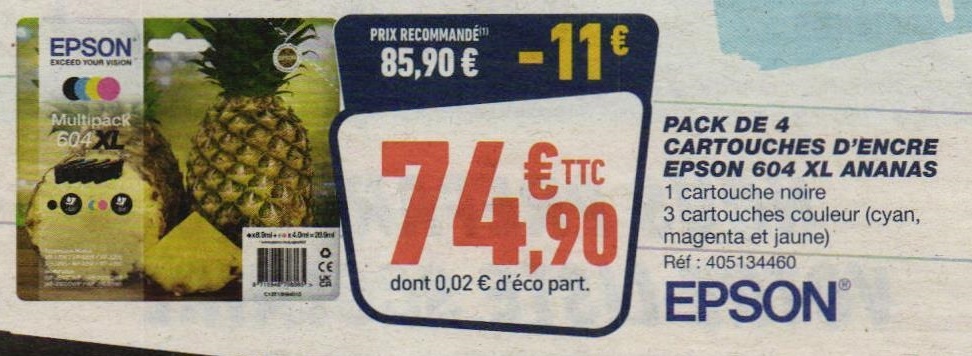 EPSON
EXCEED YOUR VISION
Multipack
604 XL
PRIX RECOMMANDÉ(1)
85,90 €
-11€
74,90 € TTC
dont 0,02 € d'éco part.
PACK DE 4
CARTOUCHES D'ENCRE
EPSON 604 XL ANANAS
1 cartouche noire
3 cartouches couleur (cyan,
magenta et jaune)
Réf : 405134460
EPSON®